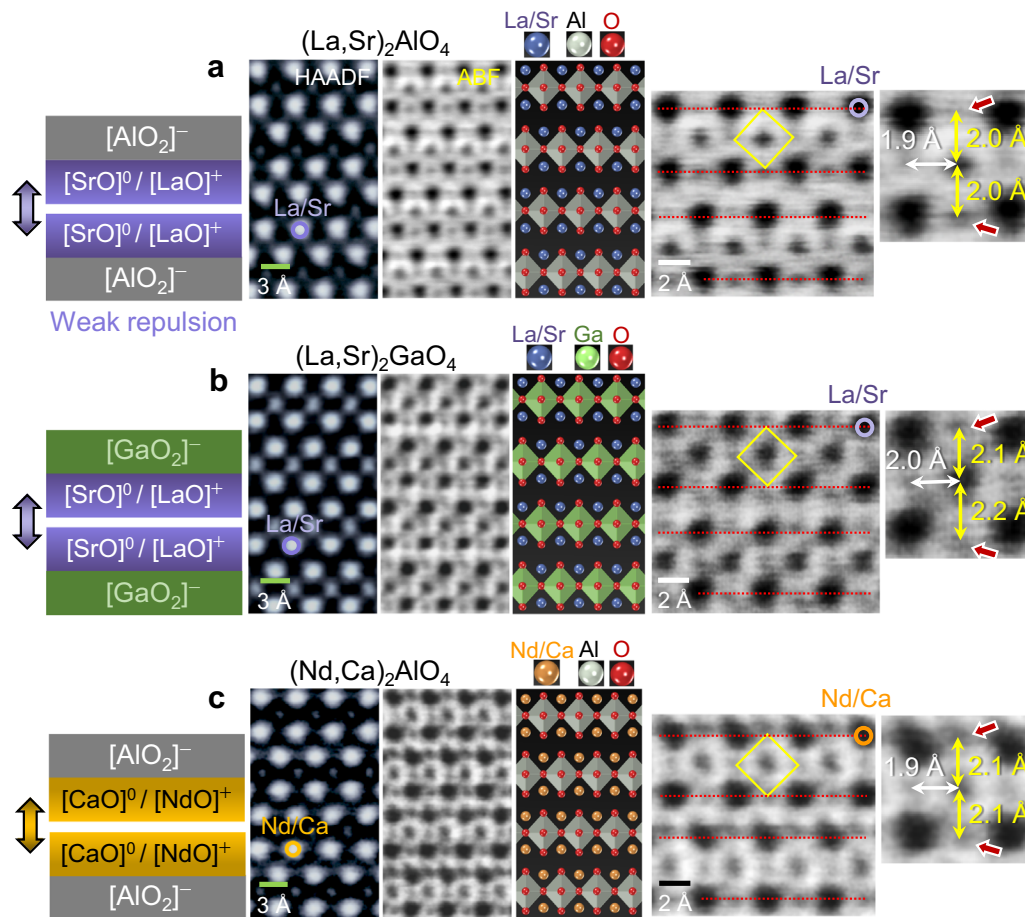 a
(La,Sr)₂AlO₄
La/Sr Al O
HAADF
ABF
La/Sr
[AlO₂]⁻
[SrO]⁰ / [LaO]⁺
[SrO]⁰ / [LaO]⁺
[AlO₂]⁻
Weak repulsion
La/Sr
3 Å
2 Å
1.9 Å
2.0 Å
2.0 Å
b
(La,Sr)₂GaO₄
La/Sr Ga O
La/Sr
[GaO₂]⁻
[SrO]⁰ / [LaO]⁺
[SrO]⁰ / [LaO]⁺
[GaO₂]⁻
La/Sr
3 Å
2 Å
2.0 Å
2.1 Å
2.2 Å
c
(Nd,Ca)₂AlO₄
Nd/Ca Al O
Nd/Ca
[AlO₂]⁻
[CaO]⁰ / [NdO]⁺
[CaO]⁰ / [NdO]⁺
[AlO₂]⁻
Nd/Ca
3 Å
2 Å
1.9 Å
2.1 Å
2.1 Å